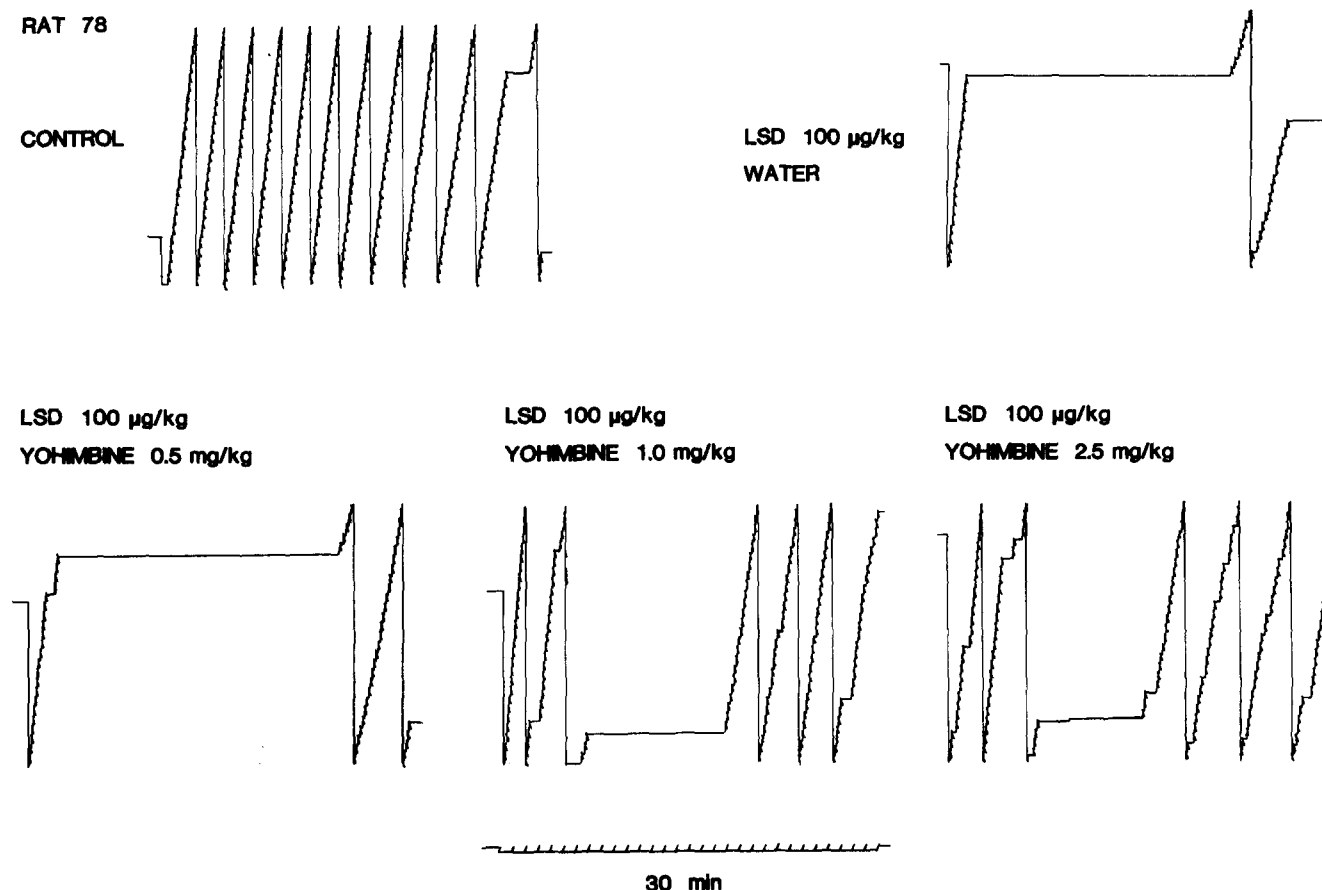 RAT 78
CONTROL
LSD 100 µg/kg
WATER
LSD 100 µg/kg
YOHIMBINE 0.5 mg/kg
LSD 100 µg/kg
YOHIMBINE 1.0 mg/kg
LSD 100 µg/kg
YOHIMBINE 2.5 mg/kg
30 min